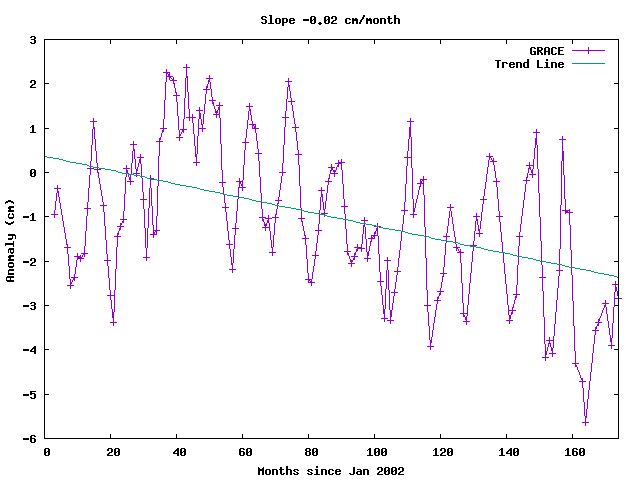 Slope -0.02 cm/month
GRACE
Trend Line
3
2
1
0
-1
-2
-3
-4
-5
-6
Anomaly (cm)
0 20 40 60 80 100 120 140 160
Months since Jan 2002